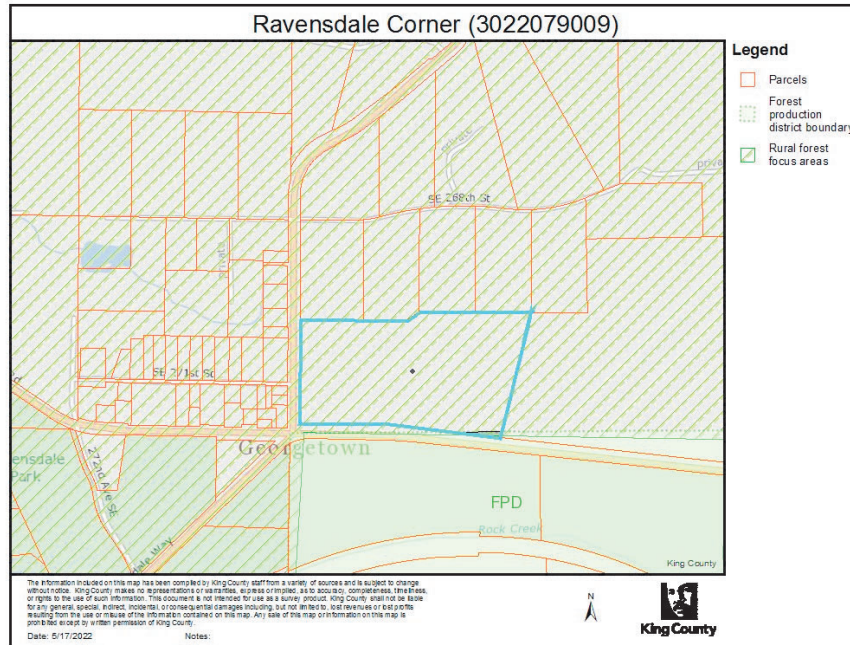 Ravensdale Corner (3022079009)
Legend
Parcels
Forest
production
district boundary
Rural forest
focus areas
private
priva
SE 268th St
private
SE 271st St
Georgetown
ensdale
Park
272nd Ave SE
dale Way
FPD
Rock Creek
King County
The information included on this map has been compiled by King County staff from a variety of sources and is subject to change
without notice. King County makes no representations or warranties, express or implied, as to accuracy, completeness, timeliness,
or rights to the use of such information. This document is not intended for use as a survey product. King County shall not be liable
for any general, special, indirect, incidental, or consequential damages including, but not limited to, lost revenues or lost profits
resulting from the use or misuse of the information contained on this map. Any sale of this map or information on this map is
prohibited except by written permission of King County.
Date: 5/17/2022 Notes:
N
King County